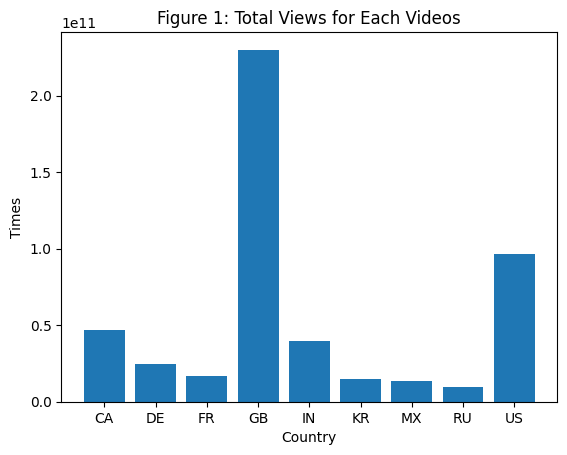 Figure 1: Total Views for Each Videos
1e11
2.0
1.5
1.0
0.5
0.0
Times
CA DE FR GB IN KR MX RU US
Country